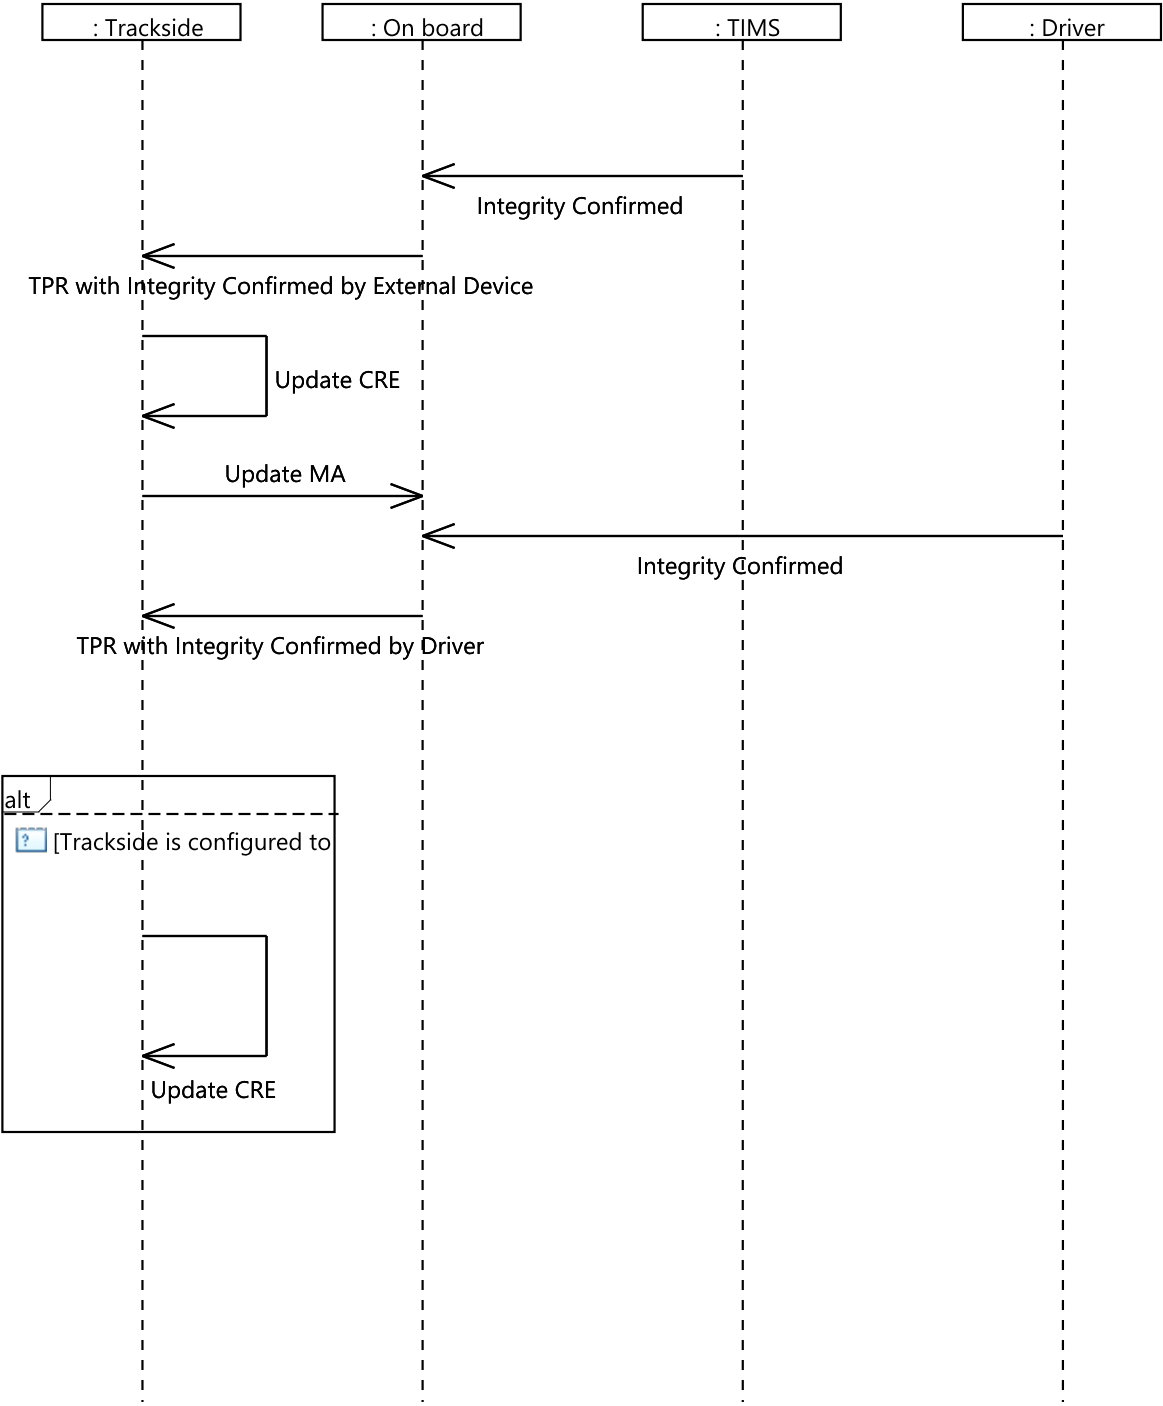 : Trackside
: On board
: TIMS
: Driver
Integrity Confirmed
TPR with Integrity Confirmed by External Device
Update CRE
Update MA
Integrity Confirmed
TPR with Integrity Confirmed by Driver
alt
? [Trackside is configured to
Update CRE